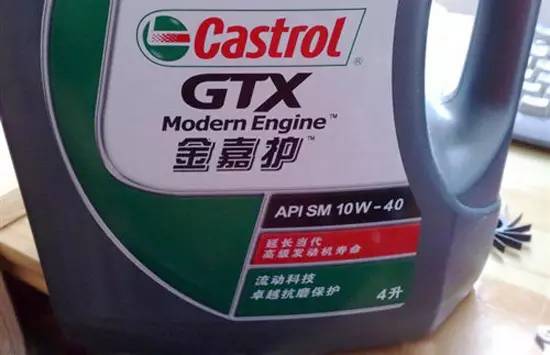 Castrol
GTX
Modern Engine™
金嘉护™
API SM 10W-40
延长当代
高级发动机寿命
流动科技
卓越抗磨保护
4升